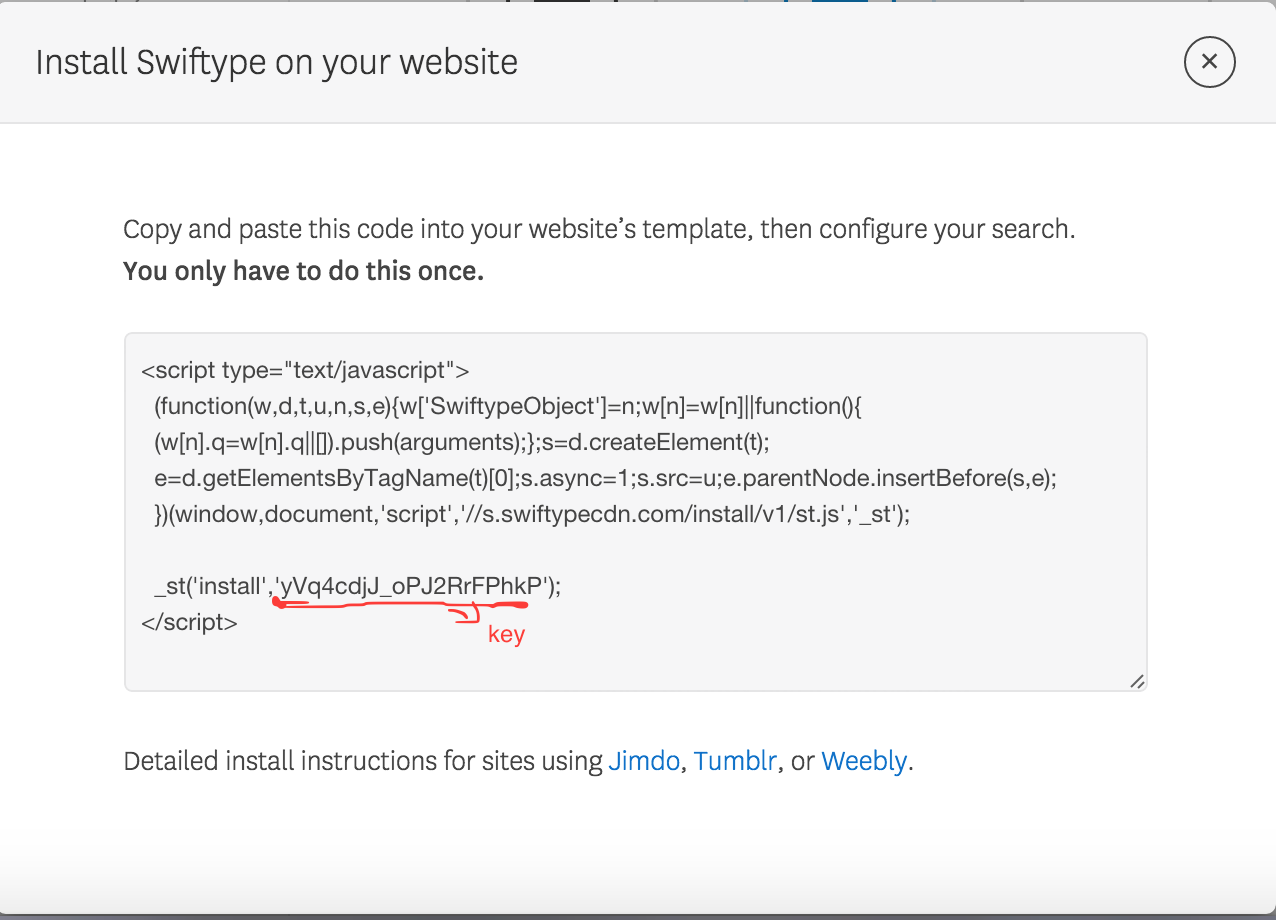 Install Swiftype on your website
Copy and paste this code into your website’s template, then configure your search.
You only have to do this once.
<script type="text/javascript">
(function(w,d,t,u,n,s,e){w['SwiftypeObject']=n;w[n]=w[n]||function(){
(w[n].q=w[n].q||[]).push(arguments);};s=d.createElement(t);
e=d.getElementsByTagName(t)[0];s.async=1;s.src=u;e.parentNode.insertBefore(s,e);
})(window,document,'script','//s.swiftypecdn.com/install/v1/st.js','_st');
_st('install','yVq4cdjJ_oPJ2RrFPhkP');
</script>
key
Detailed install instructions for sites using Jimdo, Tumblr, or Weebly.